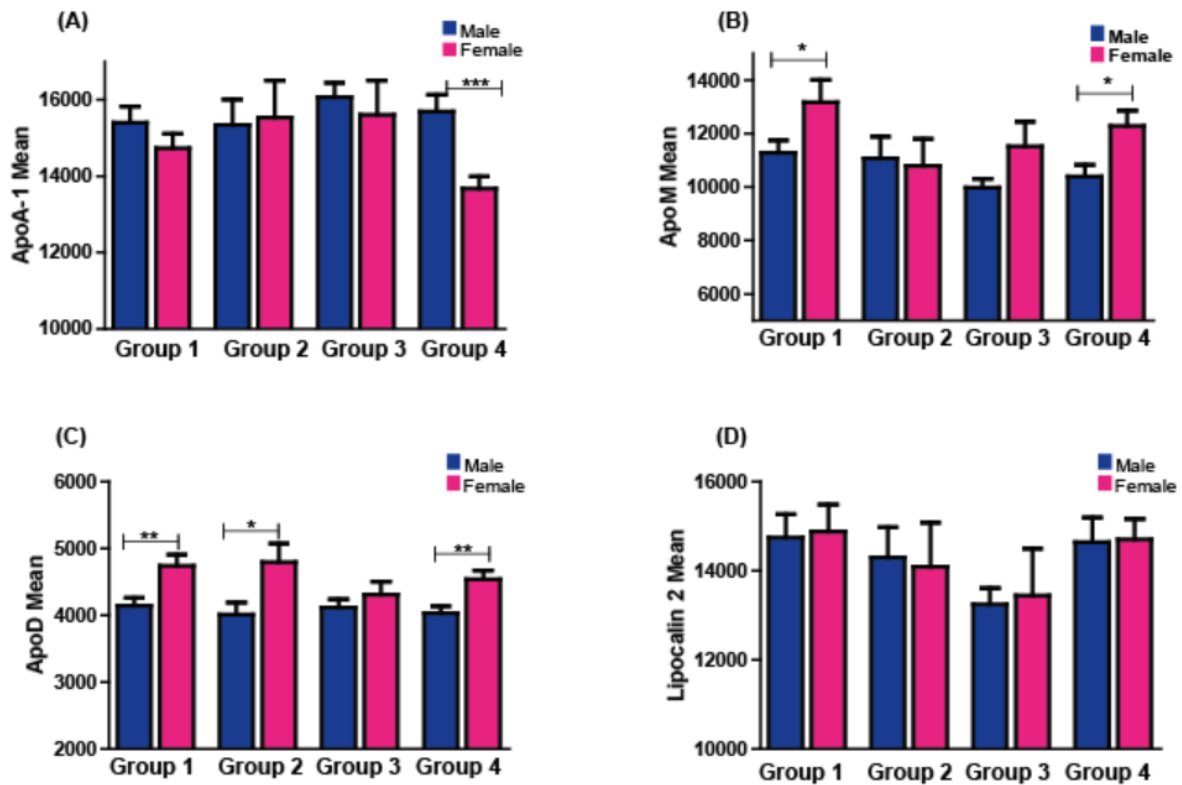 (A)
Male
Female
***
16000
14000
12000
10000
ApoA-1 Mean
Group 1 Group 2 Group 3 Group 4
(B)
Male
Female
*
*
14000
12000
10000
8000
6000
ApoM Mean
Group 1 Group 2 Group 3 Group 4
(C)
Male
Female
**
*
**
6000
5000
4000
3000
2000
ApoD Mean
Group 1 Group 2 Group 3 Group 4
(D)
Male
Female
16000
14000
12000
10000
Lipocalin 2 Mean
Group 1 Group 2 Group 3 Group 4